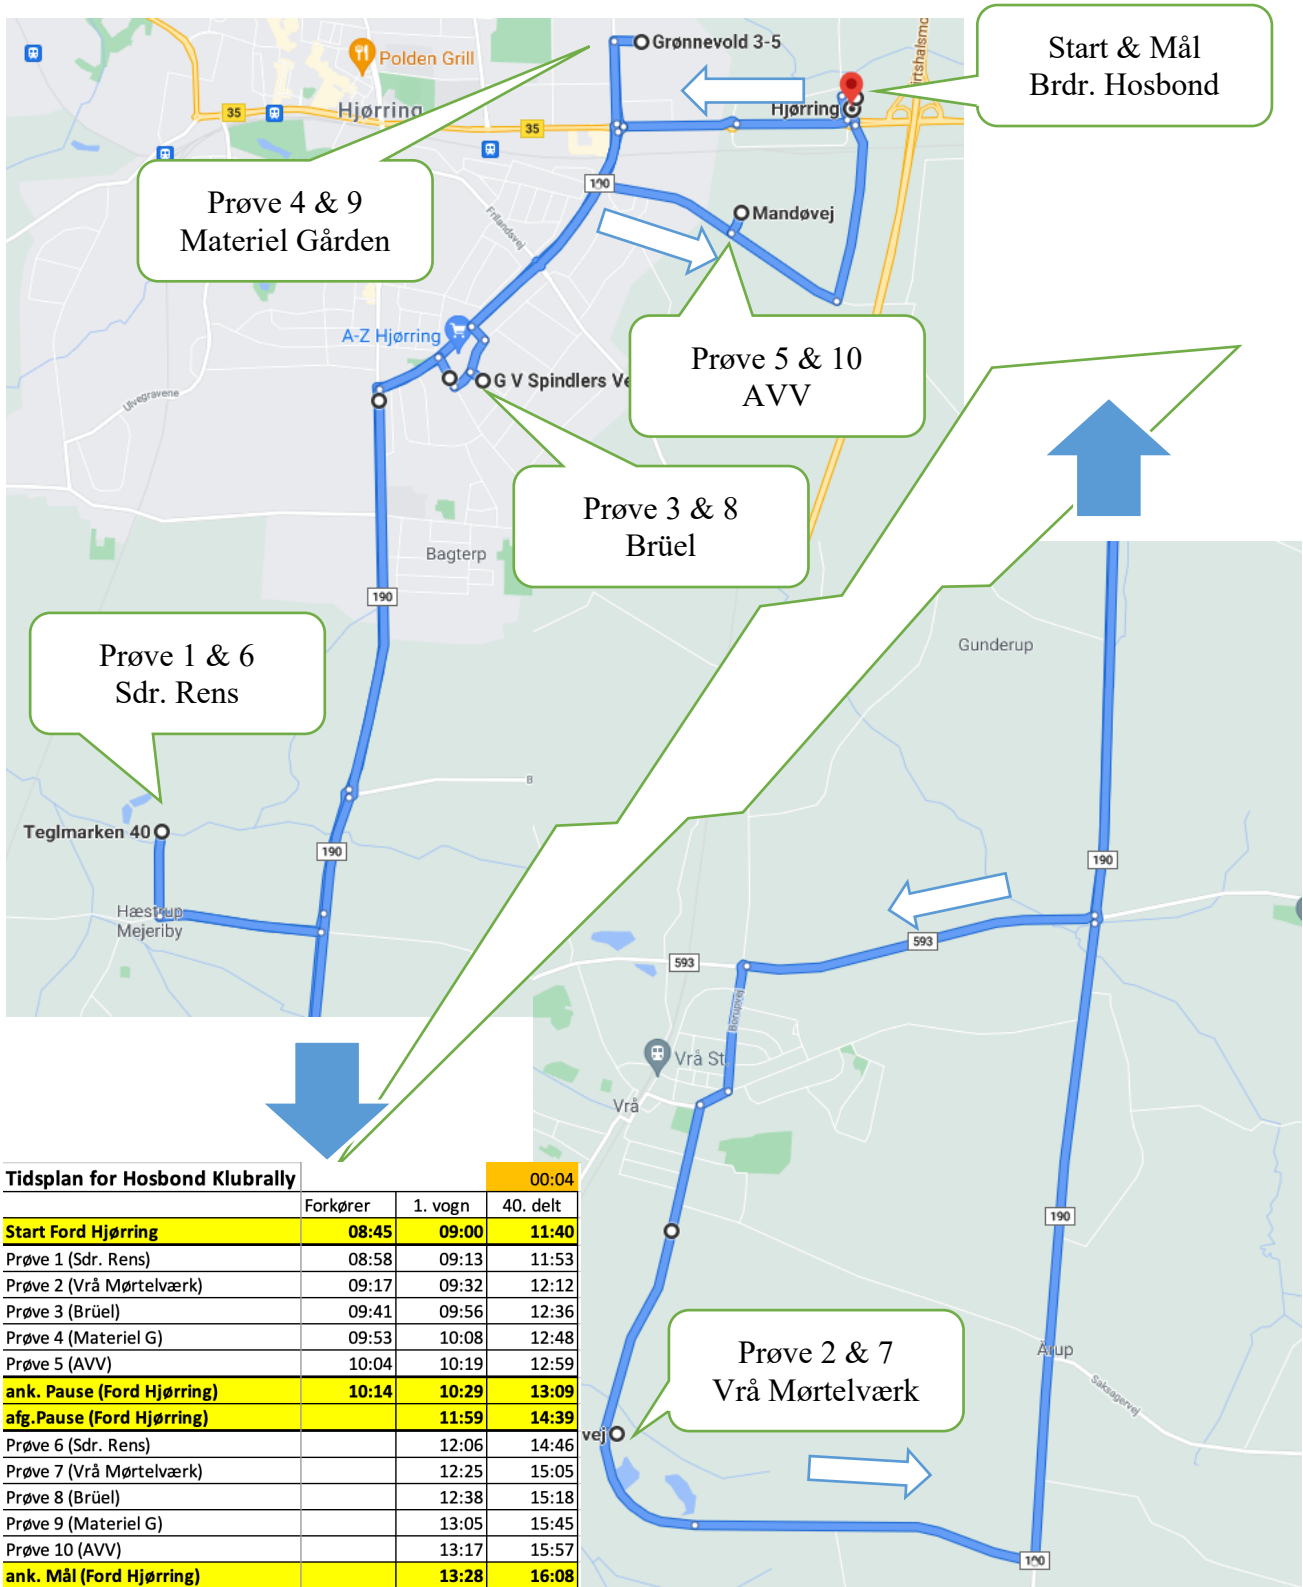 Grønnevold 3-5
Polden Grill
Start & Mål
Brdr. Hosbond
35
Hjørring
35
Hjørring
Prøve 4 & 9
Materiel Gården
190
Frilandsvej
Mandøvej
A-Z Hjørring
Prøve 5 & 10
AVV
G V Spindlers Ve
Ulvegravene
Prøve 3 & 8
Brüel
Bagterp
190
Prøve 1 & 6
Sdr. Rens
Gunderup
B
Teglmarken 40
190
190
Hæstrup
Mejeriby
593
593
Borupvej
Vrå St.
Vrå
Tidsplan for Hosbond Klubrally 00:04
Forkører 1. vogn 40. delt
Start Ford Hjørring 08:45 09:00 11:40
Prøve 1 (Sdr. Rens) 08:58 09:13 11:53
Prøve 2 (Vrå Mørtelværk) 09:17 09:32 12:12
Prøve 3 (Brüel) 09:41 09:56 12:36
Prøve 4 (Materiel G) 09:53 10:08 12:48
Prøve 5 (AVV) 10:04 10:19 12:59
ank. Pause (Ford Hjørring) 10:14 10:29 13:09
afg.Pause (Ford Hjørring) 11:59 14:39
Prøve 6 (Sdr. Rens) 12:06 14:46
Prøve 7 (Vrå Mørtelværk) 12:25 15:05
Prøve 8 (Brüel) 12:38 15:18
Prøve 9 (Materiel G) 13:05 15:45
Prøve 10 (AVV) 13:17 15:57
ank. Mål (Ford Hjørring) 13:28 16:08
190
Prøve 2 & 7
Vrå Mørtelværk
Årup
Saksagervej
vej
190